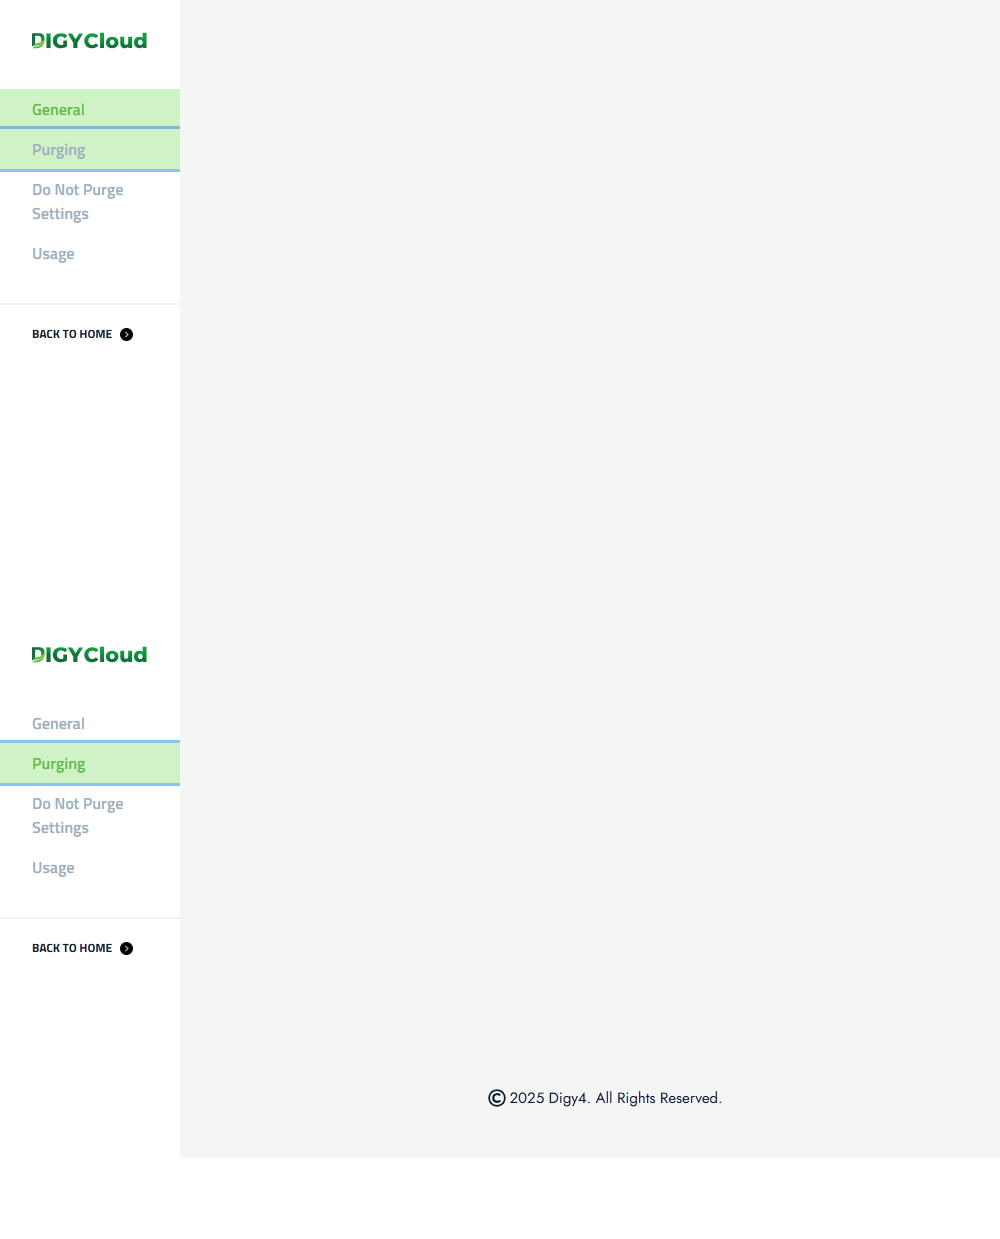 DIGYCloud
General
Purging
Do Not Purge
Settings
Usage
BACK TO HOME
DIGYCloud
General
Purging
Do Not Purge
Settings
Usage
BACK TO HOME
© 2025 Digy4. All Rights Reserved.